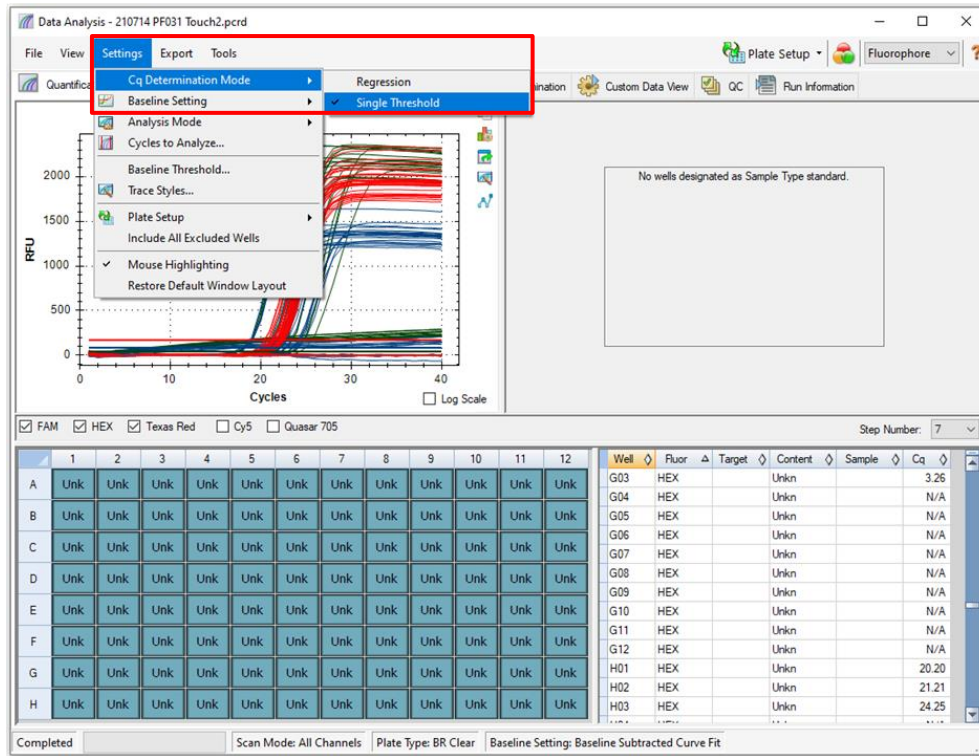 Data Analysis - 210714 PF031 Touch2.pcrd
File View Settings Export Tools Plate Setup Fluorophore ?
Quantifica ination Custom Data View QC Run Information
Cq Determination Mode
Baseline Setting
Analysis Mode
Cycles to Analyze...
Baseline Threshold...
Trace Styles...
Plate Setup
Include All Excluded Wells
Mouse Highlighting
Restore Default Window Layout
Regression
Single Threshold
RFU
2000
1500
1000
500
0
0 10 20 30 40
Cycles
Log Scale
No wells designated as Sample Type standard.
FAM HEX Texas Red Cy5 Quasar 705 Step Number: 7
1 2 3 4 5 6 7 8 9 10 11 12
A Unk Unk Unk Unk Unk Unk Unk Unk Unk Unk Unk Unk
B Unk Unk Unk Unk Unk Unk Unk Unk Unk Unk Unk Unk
C Unk Unk Unk Unk Unk Unk Unk Unk Unk Unk Unk Unk
D Unk Unk Unk Unk Unk Unk Unk Unk Unk Unk Unk Unk
E Unk Unk Unk Unk Unk Unk Unk Unk Unk Unk Unk Unk
F Unk Unk Unk Unk Unk Unk Unk Unk Unk Unk Unk Unk
G Unk Unk Unk Unk Unk Unk Unk Unk Unk Unk Unk Unk
H Unk Unk Unk Unk Unk Unk Unk Unk Unk Unk Unk Unk
Well Fluor Target Content Sample Cq
G03 HEX Unkn 3.26
G04 HEX Unkn N/A
G05 HEX Unkn N/A
G06 HEX Unkn N/A
G07 HEX Unkn N/A
G08 HEX Unkn N/A
G09 HEX Unkn N/A
G10 HEX Unkn N/A
G11 HEX Unkn N/A
G12 HEX Unkn N/A
H01 HEX Unkn 20.20
H02 HEX Unkn 21.21
H03 HEX Unkn 24.25
Completed Scan Mode: All Channels Plate Type: BR Clear Baseline Setting: Baseline Subtracted Curve Fit